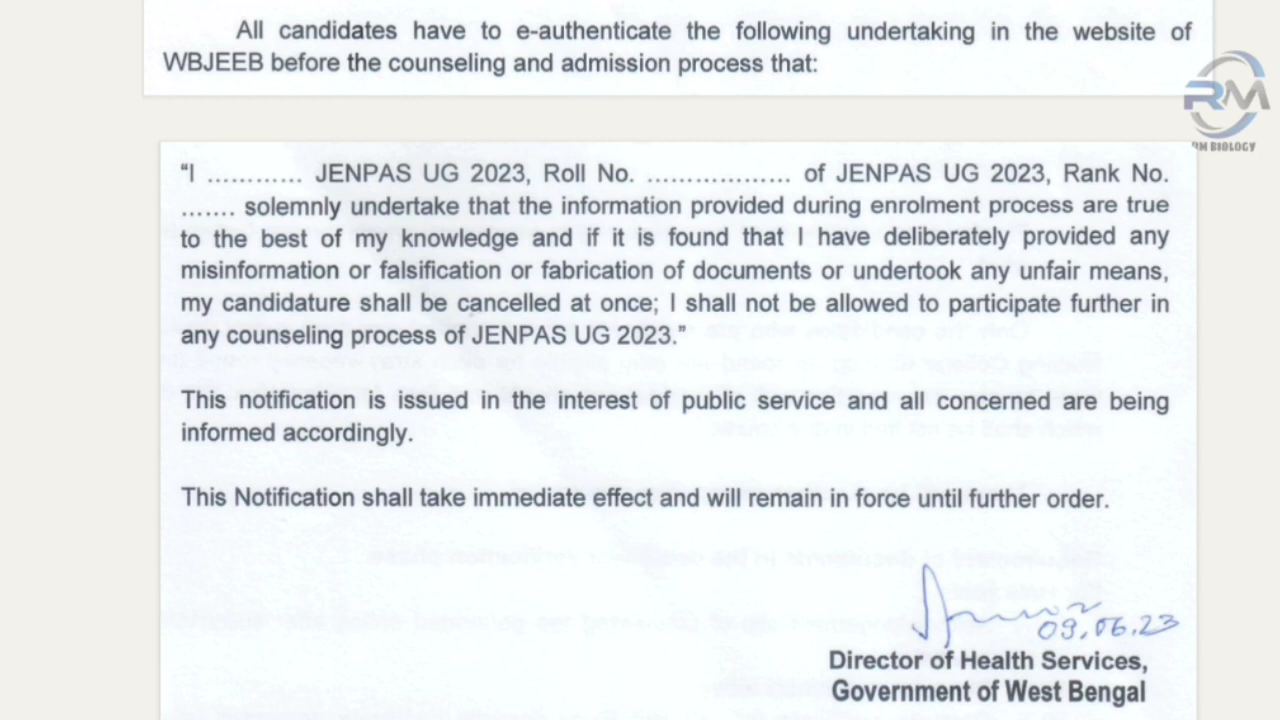 All candidates have to e-authenticate the following undertaking in the website of
WBJEEB before the counseling and admission process that:
RM
RM BIOLOGY
“I ………… JENPAS UG 2023, Roll No. ……………… of JENPAS UG 2023, Rank No.
……. solemnly undertake that the information provided during enrolment process are true
to the best of my knowledge and if it is found that I have deliberately provided any
misinformation or falsification or fabrication of documents or undertook any unfair means,
my candidature shall be cancelled at once; I shall not be allowed to participate further in
any counseling process of JENPAS UG 2023.”
This notification is issued in the interest of public service and all concerned are being
informed accordingly.
This Notification shall take immediate effect and will remain in force until further order.
09.06.23
Director of Health Services,
Government of West Bengal